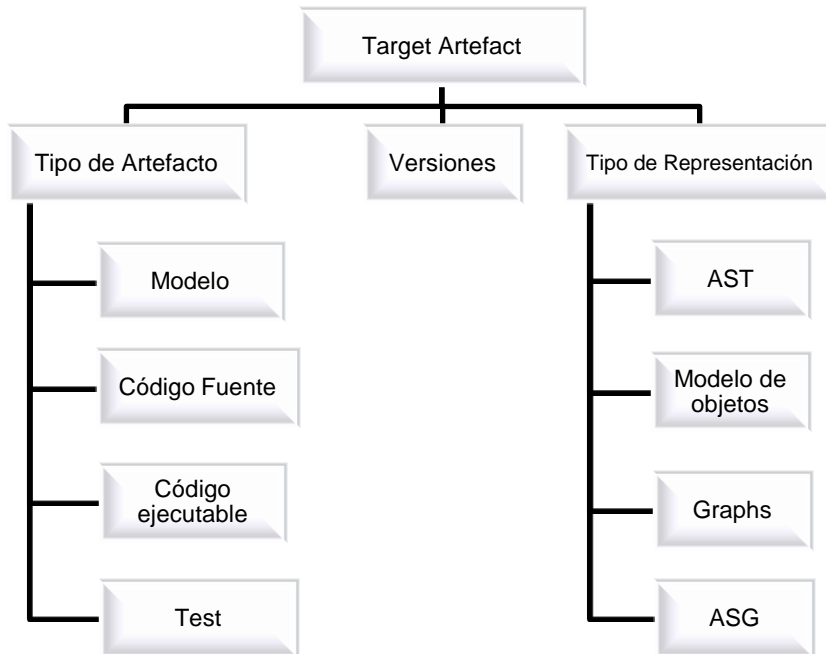 Target Artefact
Tipo de Artefacto
Versiones
Tipo de Representación
Modelo
Código Fuente
Código
ejecutable
Test
AST
Modelo de
objetos
Graphs
ASG